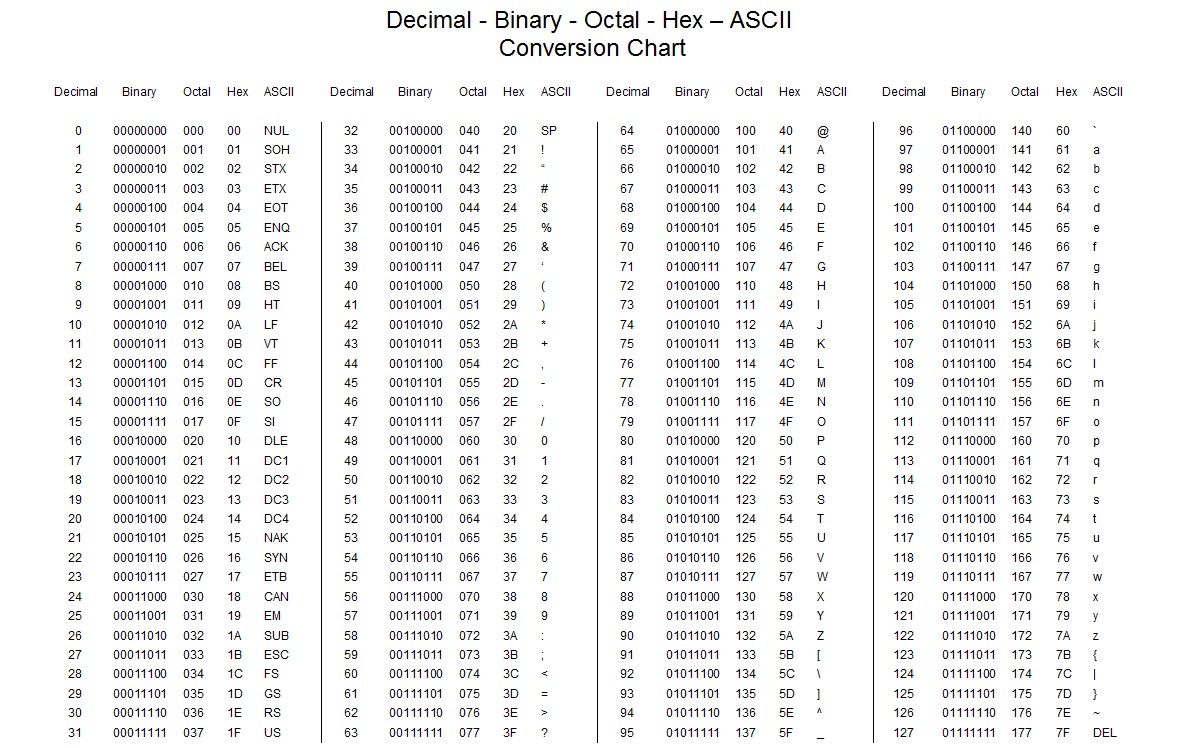 Decimal - Binary - Octal - Hex – ASCII
Conversion Chart
Decimal Binary Octal Hex ASCII Decimal Binary Octal Hex ASCII Decimal Binary Octal Hex ASCII Decimal Binary Octal Hex ASCII
0 00000000 000 00 NUL 32 00100000 040 20 SP 64 01000000 100 40 @ 96 01100000 140 60 `
1 00000001 001 01 SOH 33 00100001 041 21 ! 65 01000001 101 41 A 97 01100001 141 61 a
2 00000010 002 02 STX 34 00100010 042 22 “ 66 01000010 102 42 B 98 01100010 142 62 b
3 00000011 003 03 ETX 35 00100011 043 23 # 67 01000011 103 43 C 99 01100011 143 63 c
4 00000100 004 04 EOT 36 00100100 044 24 $ 68 01000100 104 44 D 100 01100100 144 64 d
5 00000101 005 05 ENQ 37 00100101 045 25 % 69 01000101 105 45 E 101 01100101 145 65 e
6 00000110 006 06 ACK 38 00100110 046 26 & 70 01000110 106 46 F 102 01100110 146 66 f
7 00000111 007 07 BEL 39 00100111 047 27 ‘ 71 01000111 107 47 G 103 01100111 147 67 g
8 00001000 010 08 BS 40 00101000 050 28 ( 72 01001000 110 48 H 104 01101000 150 68 h
9 00001001 011 09 HT 41 00101001 051 29 ) 73 01001001 111 49 I 105 01101001 151 69 i
10 00001010 012 0A LF 42 00101010 052 2A * 74 01001010 112 4A J 106 01101010 152 6A j
11 00001011 013 0B VT 43 00101011 053 2B + 75 01001011 113 4B K 107 01101011 153 6B k
12 00001100 014 0C FF 44 00101100 054 2C , 76 01001100 114 4C L 108 01101100 154 6C l
13 00001101 015 0D CR 45 00101101 055 2D - 77 01001101 115 4D M 109 01101101 155 6D m
14 00001110 016 0E SO 46 00101110 056 2E . 78 01001110 116 4E N 110 01101110 156 6E n
15 00001111 017 0F SI 47 00101111 057 2F / 79 01001111 117 4F O 111 01101111 157 6F o
16 00010000 020 10 DLE 48 00110000 060 30 0 80 01010000 120 50 P 112 01110000 160 70 p
17 00010001 021 11 DC1 49 00110001 061 31 1 81 01010001 121 51 Q 113 01110001 161 71 q
18 00010010 022 12 DC2 50 00110010 062 32 2 82 01010010 122 52 R 114 01110010 162 72 r
19 00010011 023 13 DC3 51 00110011 063 33 3 83 01010011 123 53 S 115 01110011 163 73 s
20 00010100 024 14 DC4 52 00110100 064 34 4 84 01010100 124 54 T 116 01110100 164 74 t
21 00010101 025 15 NAK 53 00110101 065 35 5 85 01010101 125 55 U 117 01110101 165 75 u
22 00010110 026 16 SYN 54 00110110 066 36 6 86 01010110 126 56 V 118 01110110 166 76 v
23 00010111 027 17 ETB 55 00110111 067 37 7 87 01010111 127 57 W 119 01110111 167 77 w
24 00011000 030 18 CAN 56 00111000 070 38 8 88 01011000 130 58 X 120 01111000 170 78 x
25 00011001 031 19 EM 57 00111001 071 39 9 89 01011001 131 59 Y 121 01111001 171 79 y
26 00011010 032 1A SUB 58 00111010 072 3A : 90 01011010 132 5A Z 122 01111010 172 7A z
27 00011011 033 1B ESC 59 00111011 073 3B ; 91 01011011 133 5B [ 123 01111011 173 7B {
28 00011100 034 1C FS 60 00111100 074 3C < 92 01011100 134 5C \ 124 01111100 174 7C |
29 00011101 035 1D GS 61 00111101 075 3D = 93 01011101 135 5D ] 125 01111101 175 7D }
30 00011110 036 1E RS 62 00111110 076 3E > 94 01011110 136 5E ^ 126 01111110 176 7E ~
31 00011111 037 1F US 63 00111111 077 3F ? 95 01011111 137 5F _ 127 01111111 177 7F DEL